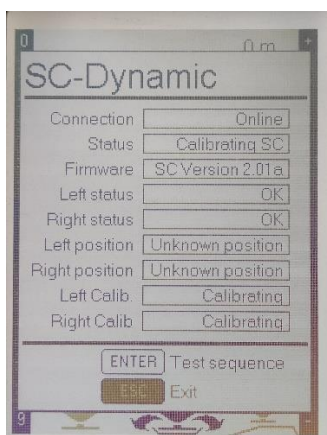 0 0 m +
SC-Dynamic
Connection Online
Status Calibrating SC
Firmware SC Version 2.01a
Left status OK
Right status OK
Left position Unknown position
Right position Unknown position
Left Calib. Calibrating
Right Calib Calibrating
ENTER Test sequence
ESC Exit
9 -